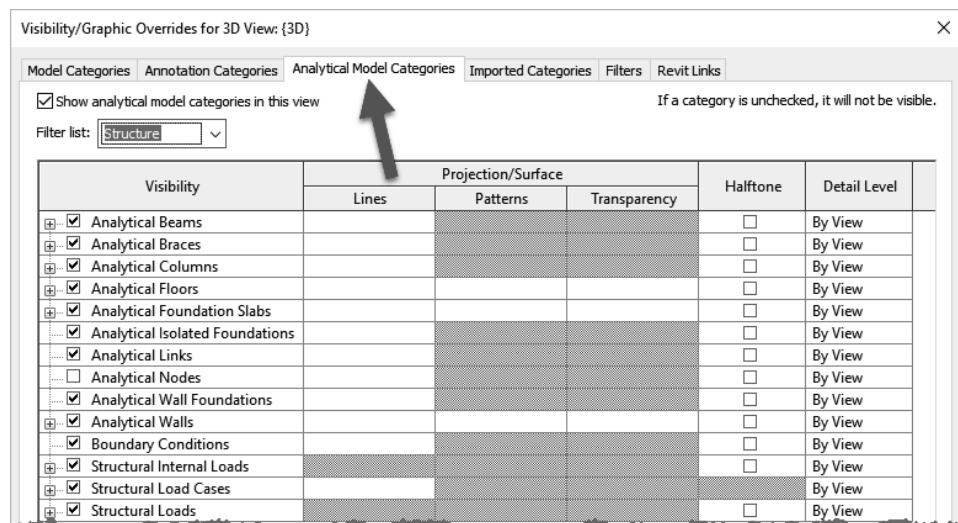 Visibility/Graphic Overrides for 3D View: {3D}
Model Categories Annotation Categories Analytical Model Categories Imported Categories Filters Revit Links
Show analytical model categories in this view If a category is unchecked, it will not be visible.
Filter list: Structure
Visibility Projection/Surface Halftone Detail Level
Lines Patterns Transparency
Analytical Beams By View
Analytical Braces By View
Analytical Columns By View
Analytical Floors By View
Analytical Foundation Slabs By View
Analytical Isolated Foundations By View
Analytical Links By View
Analytical Nodes By View
Analytical Wall Foundations By View
Analytical Walls By View
Boundary Conditions By View
Structural Internal Loads By View
Structural Load Cases By View
Structural Loads By View